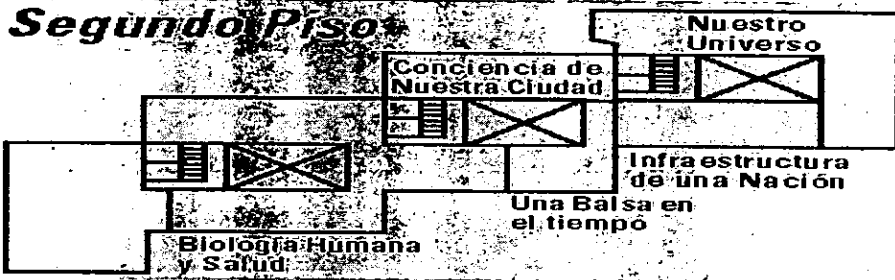 Segundo Piso
Nuestro
Universo
Conciencia de
Nuestra Ciudad
Infraestructura
de una Nación
Una Balsa en
el tiempo
Biología Humana
y Salud